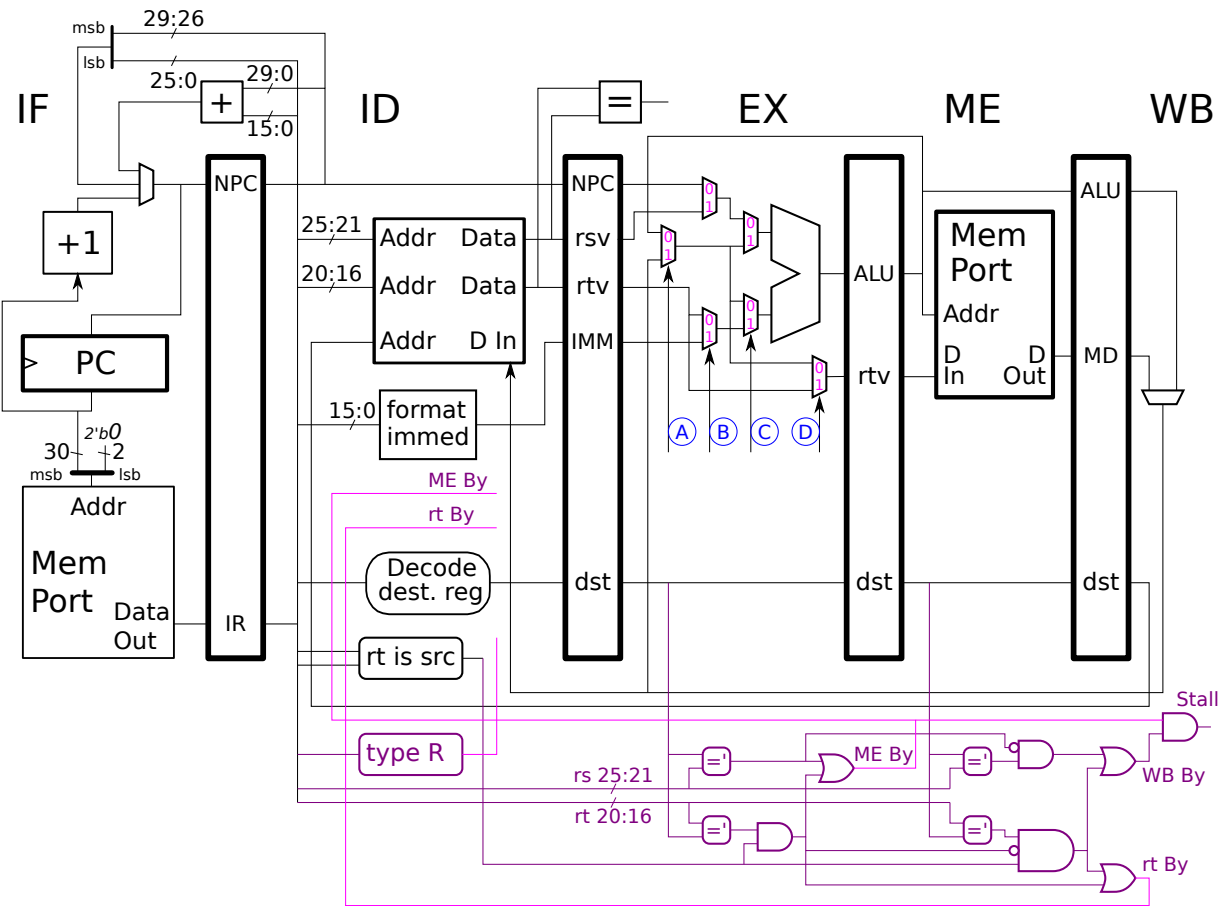 29:26
msb
lsb
25:0
29:0
15:0
+
=
IF
ID
EX
ME
WB
NPC
NPC
ALU
+1
25:21
Addr
Data
rsv
20:16
Addr
Data
rtv
Addr
D In
IMM
0
1
0
1
0
1
0
1
0
1
0
1
ALU
Mem
Port
Addr
D
In
D
Out
MD
rtv
PC
15:0
format
immed
A
B
C
D
2'b0
30
2
msb
lsb
Addr
Mem
Port
Data
Out
IR
ME By
rt By
Decode
dest. reg
dst
dst
dst
rt is src
type R
Stall
='
ME By
='
WB By
rs 25:21
rt 20:16
='
='
rt By